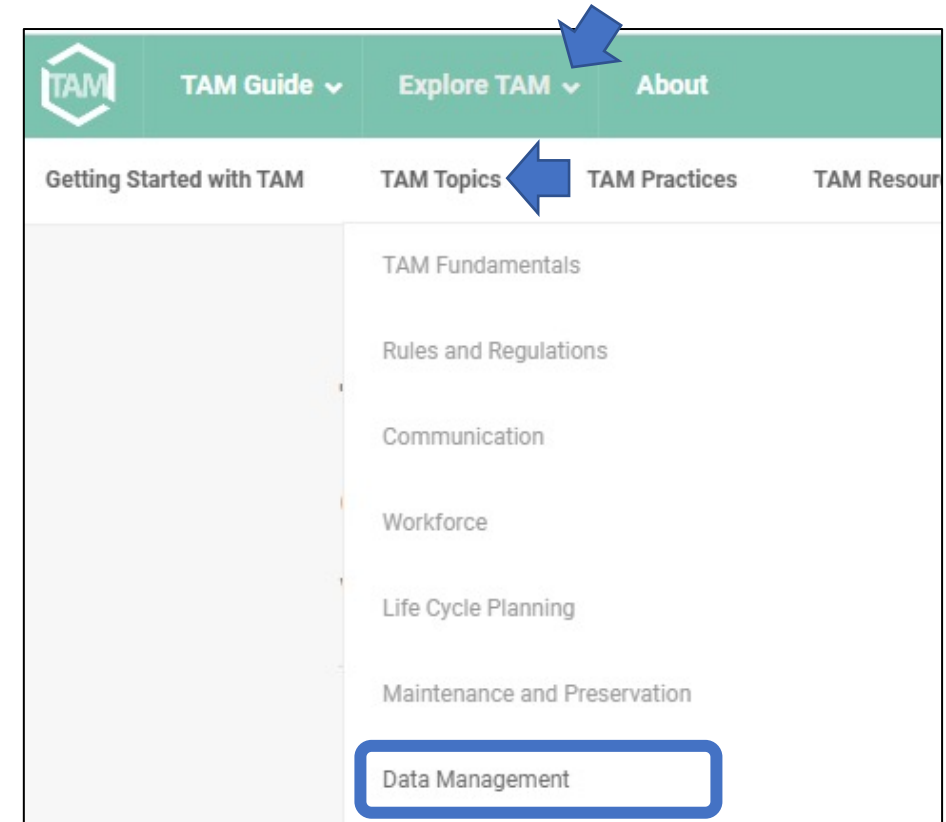 TAM TAM Guide Explore TAM About
Getting Started with TAM TAM Topics TAM Practices TAM Resour
TAM Fundamentals
Rules and Regulations
Communication
Workforce
Life Cycle Planning
Maintenance and Preservation
Data Management